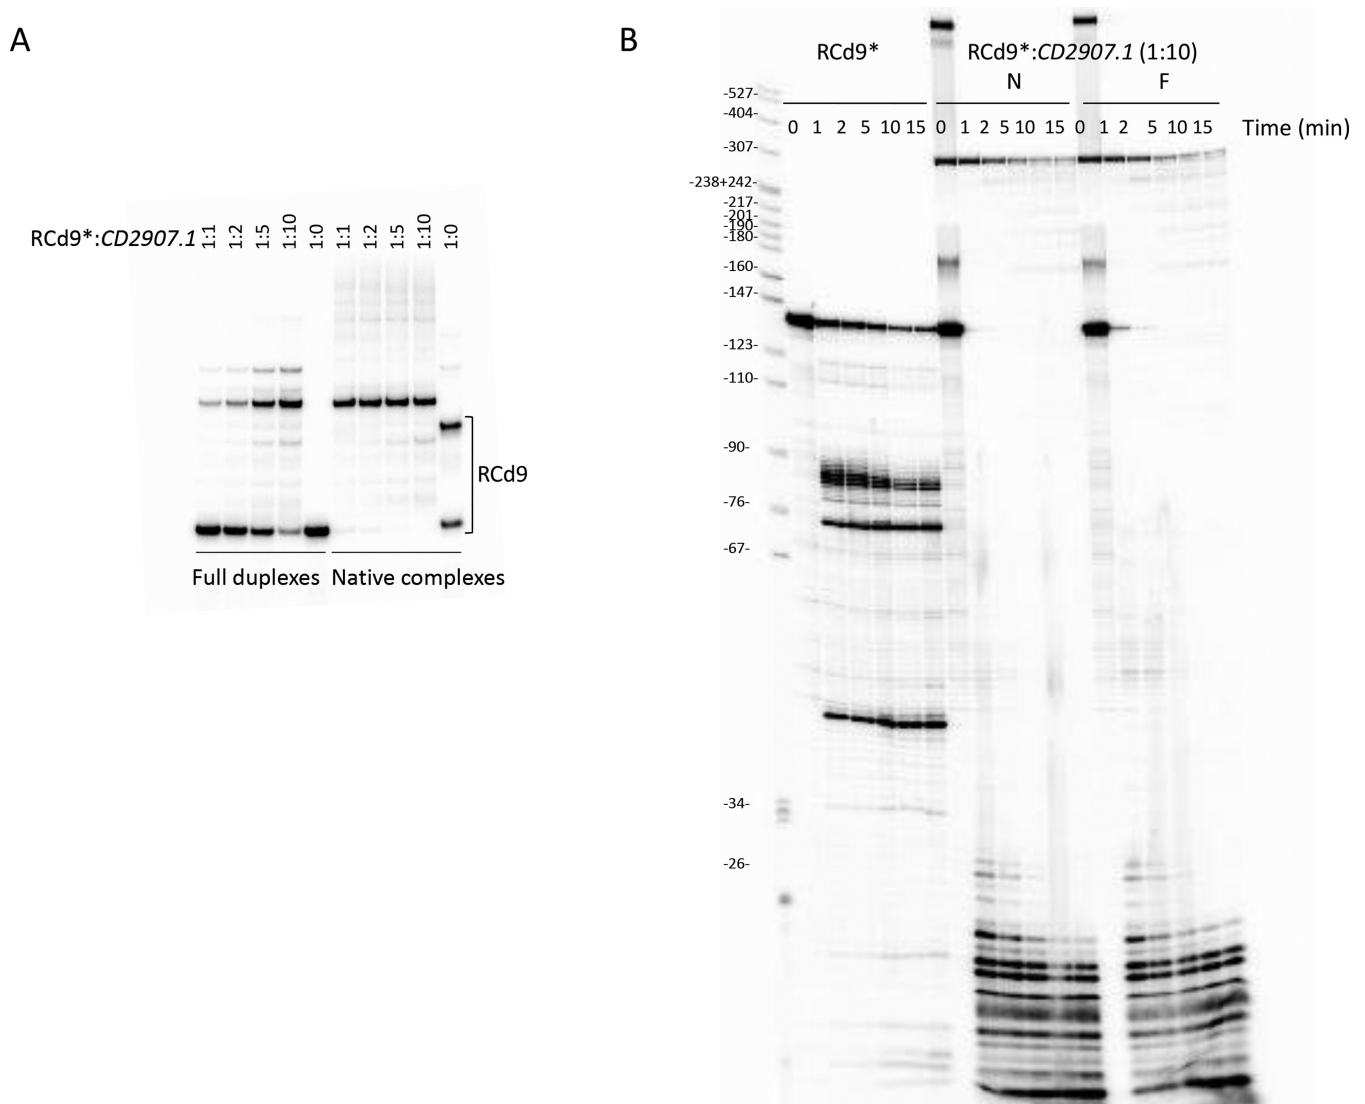 A
RCd9*:CD2907.1
1:1
1:2
1:5
1:10
1:0
1:1
1:2
1:5
1:10
1:0
RCd9
Full duplexes
Native complexes
B
RCd9*
RCd9*:CD2907.1 (1:10)
N
F
0 1 2 5 10 15
0 1 2 5 10 15
0 1 2 5 10 15
Time (min)
-527-
-404-
-307-
-238+242-
-217-
-201-
-190-
-180-
-160-
-147-
-123-
-110-
-90-
-76-
-67-
-34-
-26-